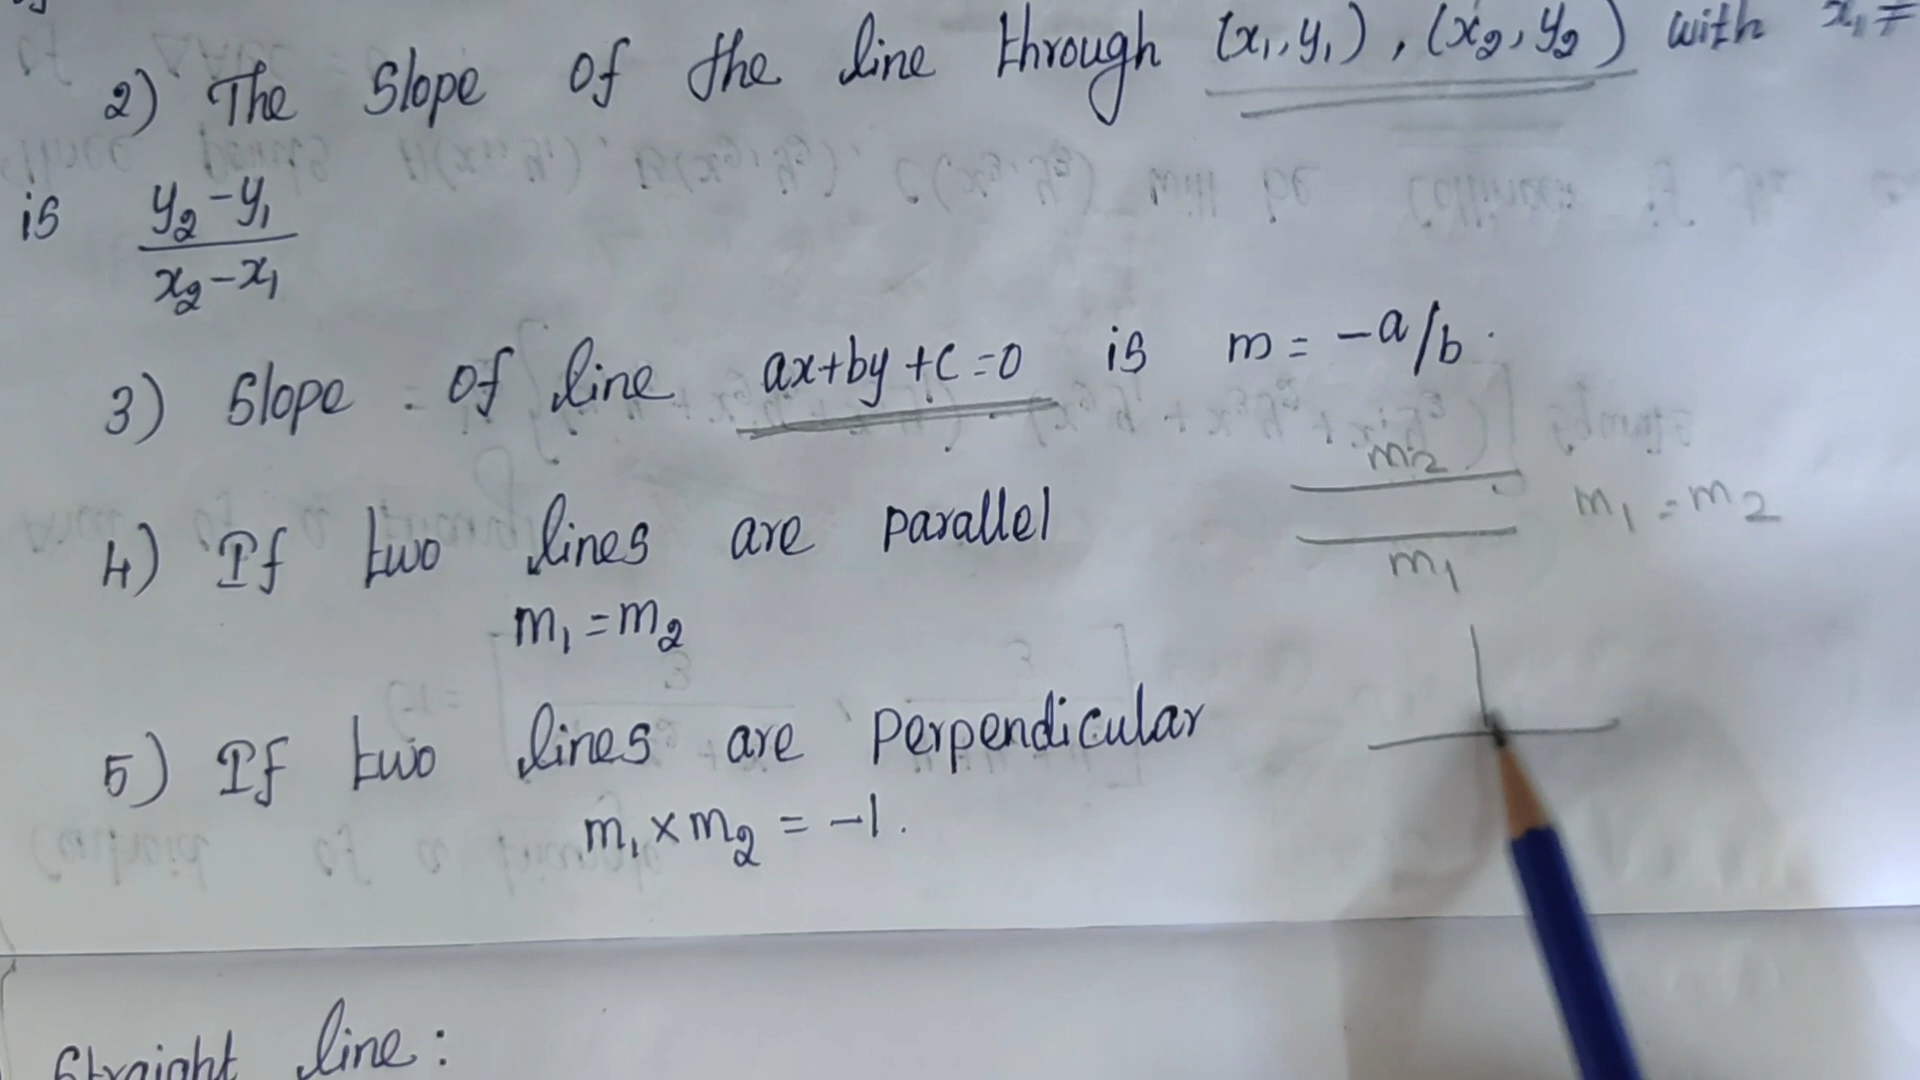 2) The Slope of the line through (x₁,y₁), (x₂,y₂) with x₁ ≠
is y₂-y₁
x₂-x₁
3) Slope of line ax+by+c=0 is m = -a/b.
m₂
4) If two lines are parallel
m₁=m₂
m₁
m₁ = m₂
5) If two lines are perpendicular
m₁ x m₂ = -1.
Straight line: